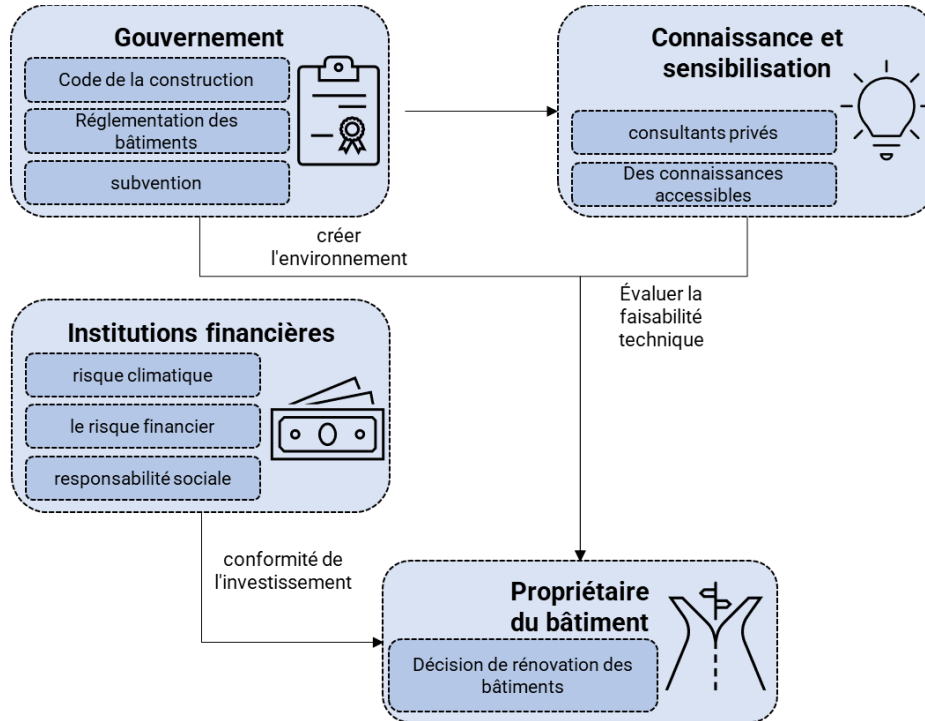 Gouvernement
Code de la construction
Réglementation des
bâtiments
subvention
Connaissance et
sensibilisation
consultants privés
Des connaissances
accessibles
créer
l'environnement
Évaluer la
faisabilité
technique
Institutions financières
risque climatique
le risque financier
responsabilité sociale
conformité de
l'investissement
Propriétaire
du bâtiment
Décision de rénovation des
bâtiments